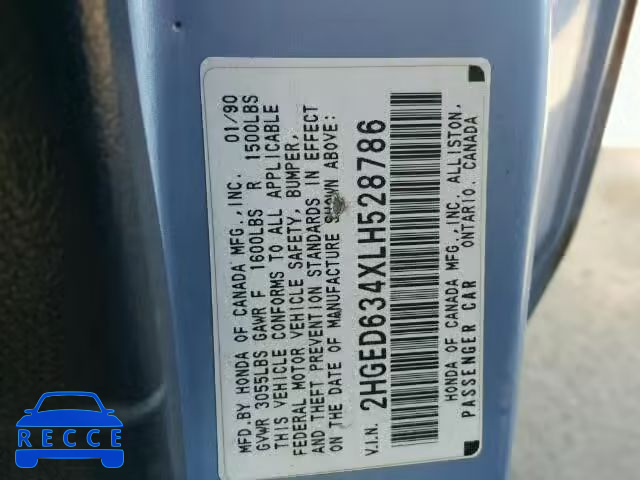 MFD.BY HONDA OF CANADA MFG.,INC. 01/90
GVWR 3055LBS GAWR F 1600LBS R 1500LBS
THIS VEHICLE CONFORMS TO ALL APPLICABLE
FEDERAL MOTOR VEHICLE SAFETY, BUMPER,
AND THEFT PREVENTION STANDARDS IN EFFECT
ON THE DATE OF MANUFACTURE SHOWN ABOVE:
V.I.N. 2HGED634XLH528786
HONDA OF CANADA MFG.,INC. ALLISTON,
PASSENGER CAR ONTARIO. CANADA
RECCE